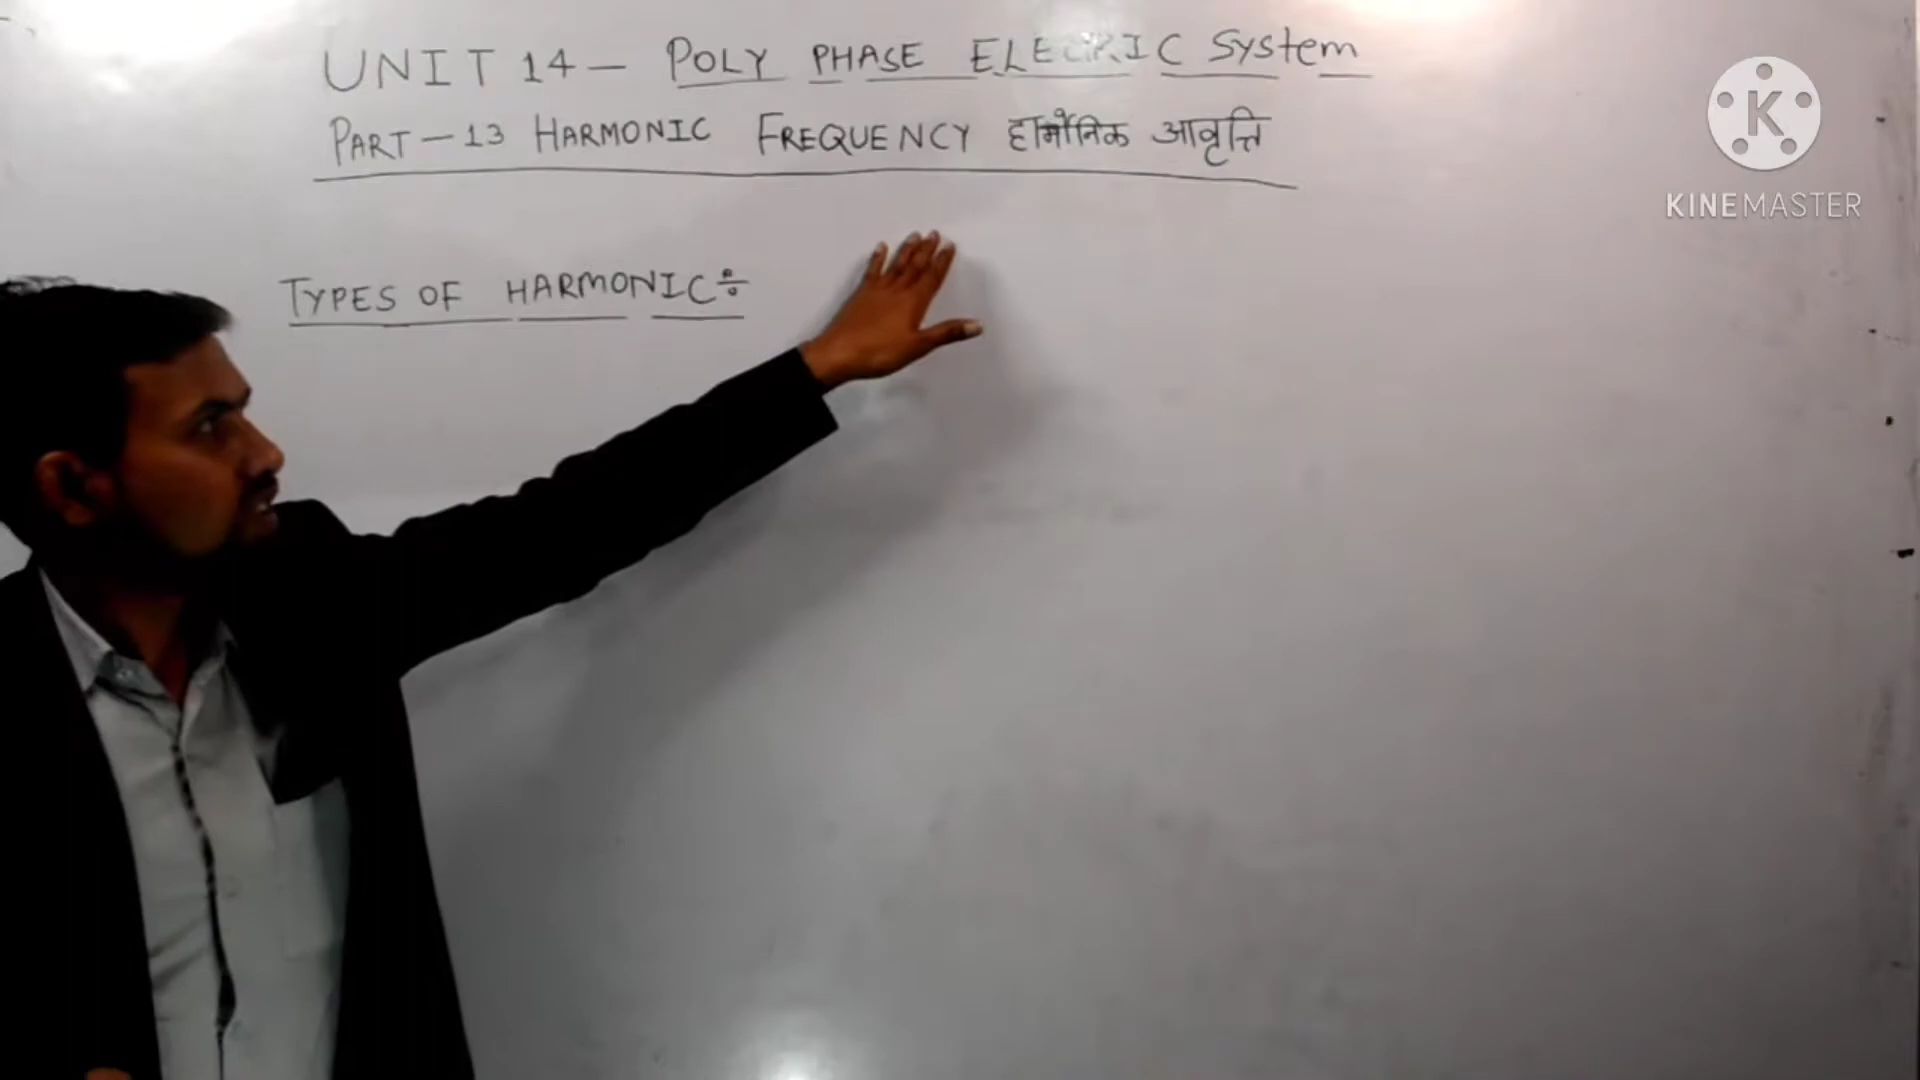 UNIT 14 – POLY PHASE ELECTRIC System
PART – 13 HARMONIC FREQUENCY हार्मोनिक आवृत्ति
TYPES OF HARMONIC÷
K
KINEMASTER